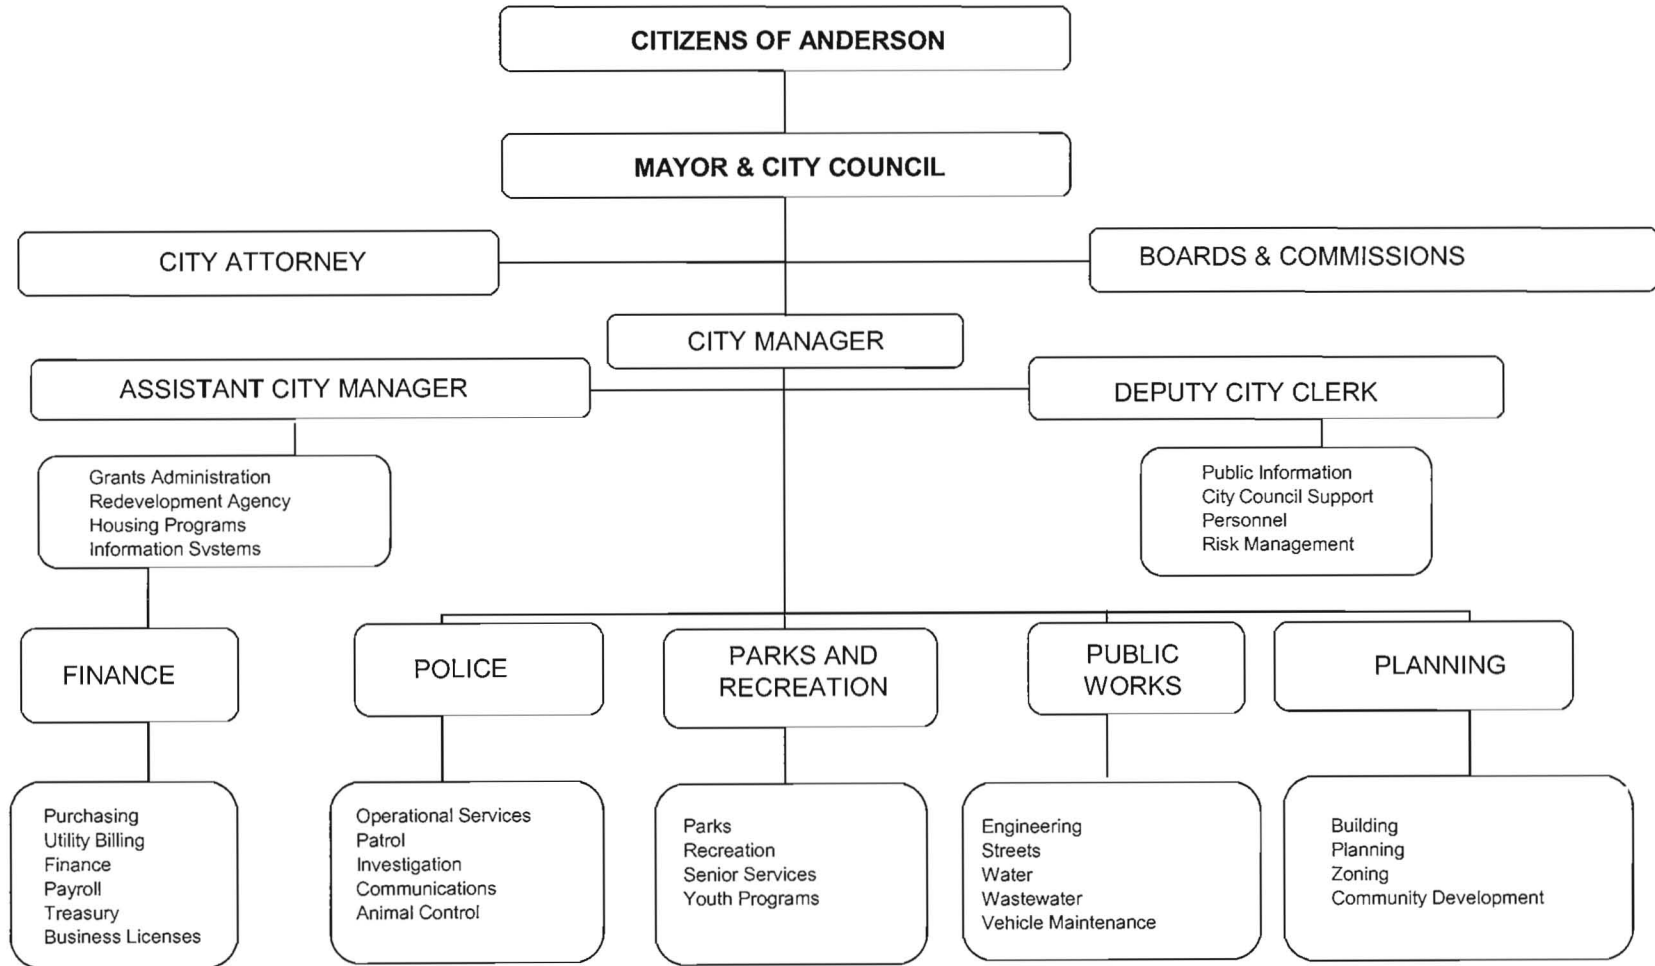 CITIZENS OF ANDERSON
MAYOR & CITY COUNCIL
CITY ATTORNEY
BOARDS & COMMISSIONS
CITY MANAGER
ASSISTANT CITY MANAGER
DEPUTY CITY CLERK
Grants Administration
Redevelopment Agency
Housing Programs
Information Systems
Public Information
City Council Support
Personnel
Risk Management
FINANCE
POLICE
PARKS AND
RECREATION
PUBLIC
WORKS
PLANNING
Purchasing
Utility Billing
Finance
Payroll
Treasury
Business Licenses
Operational Services
Patrol
Investigation
Communications
Animal Control
Parks
Recreation
Senior Services
Youth Programs
Engineering
Streets
Water
Wastewater
Vehicle Maintenance
Building
Planning
Zoning
Community Development